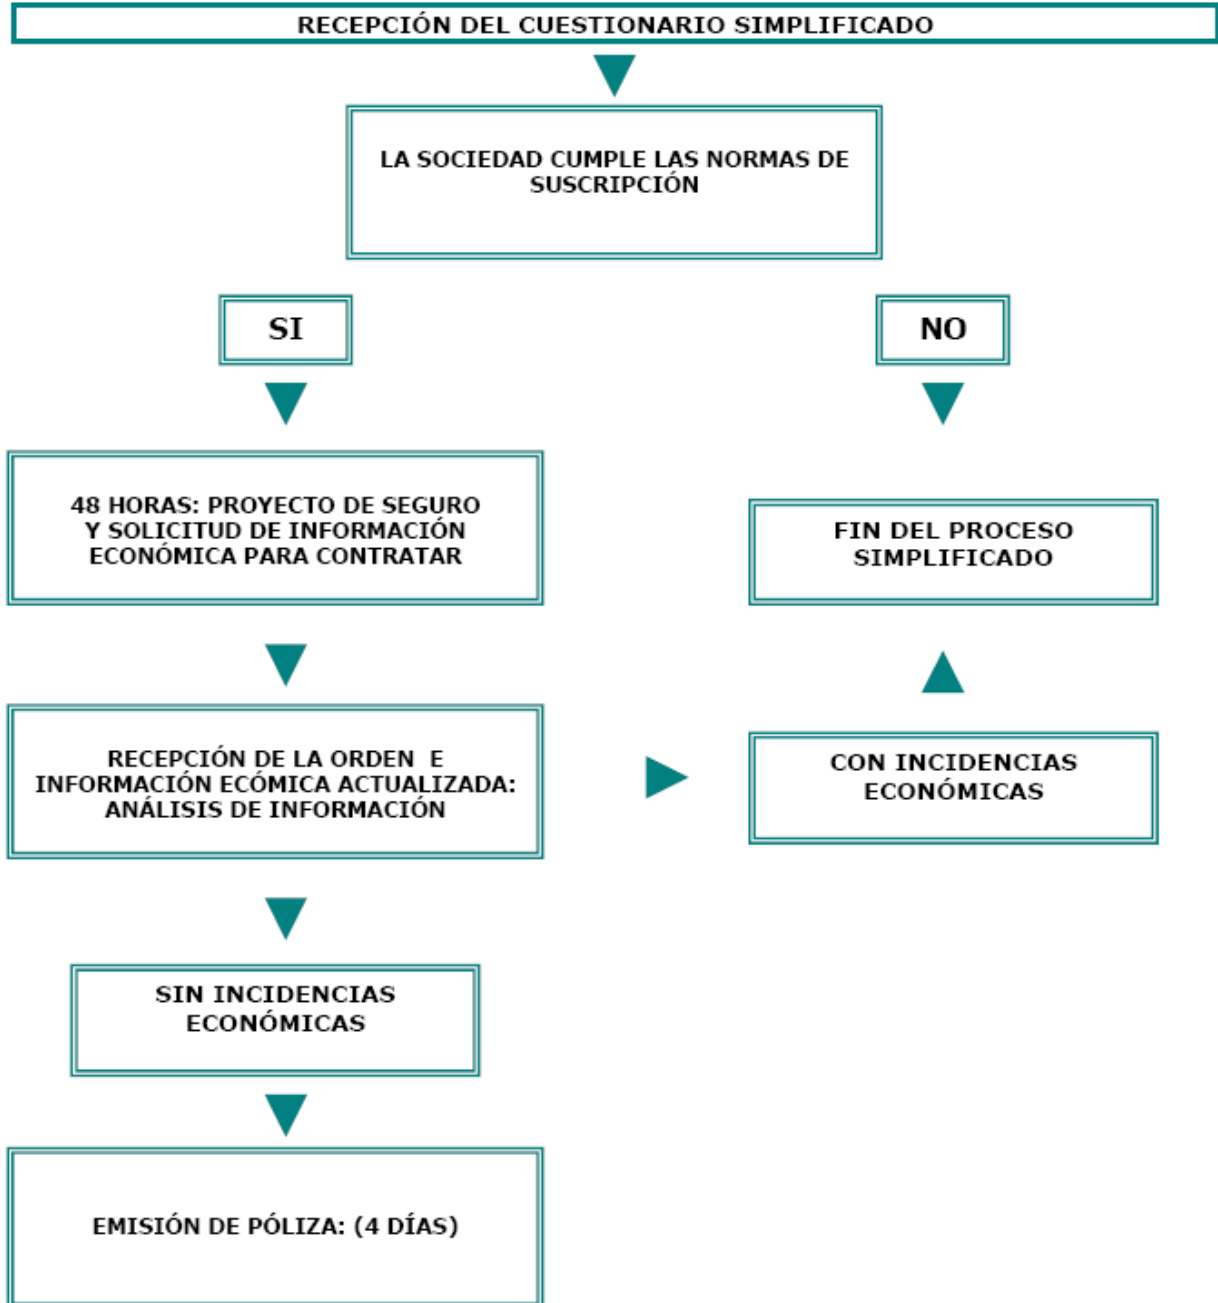 RECEPCIÓN DEL CUESTIONARIO SIMPLIFICADO
LA SOCIEDAD CUMPLE LAS NORMAS DE
SUSCRIPCIÓN
SI
NO
48 HORAS: PROYECTO DE SEGURO
Y SOLICITUD DE INFORMACIÓN
ECONÓMICA PARA CONTRATAR
FIN DEL PROCESO
SIMPLIFICADO
RECEPCIÓN DE LA ORDEN E
INFORMACIÓN ECÓMICA ACTUALIZADA:
ANÁLISIS DE INFORMACIÓN
CON INCIDENCIAS
ECONÓMICAS
SIN INCIDENCIAS
ECONÓMICAS
EMISIÓN DE PÓLIZA: (4 DÍAS)